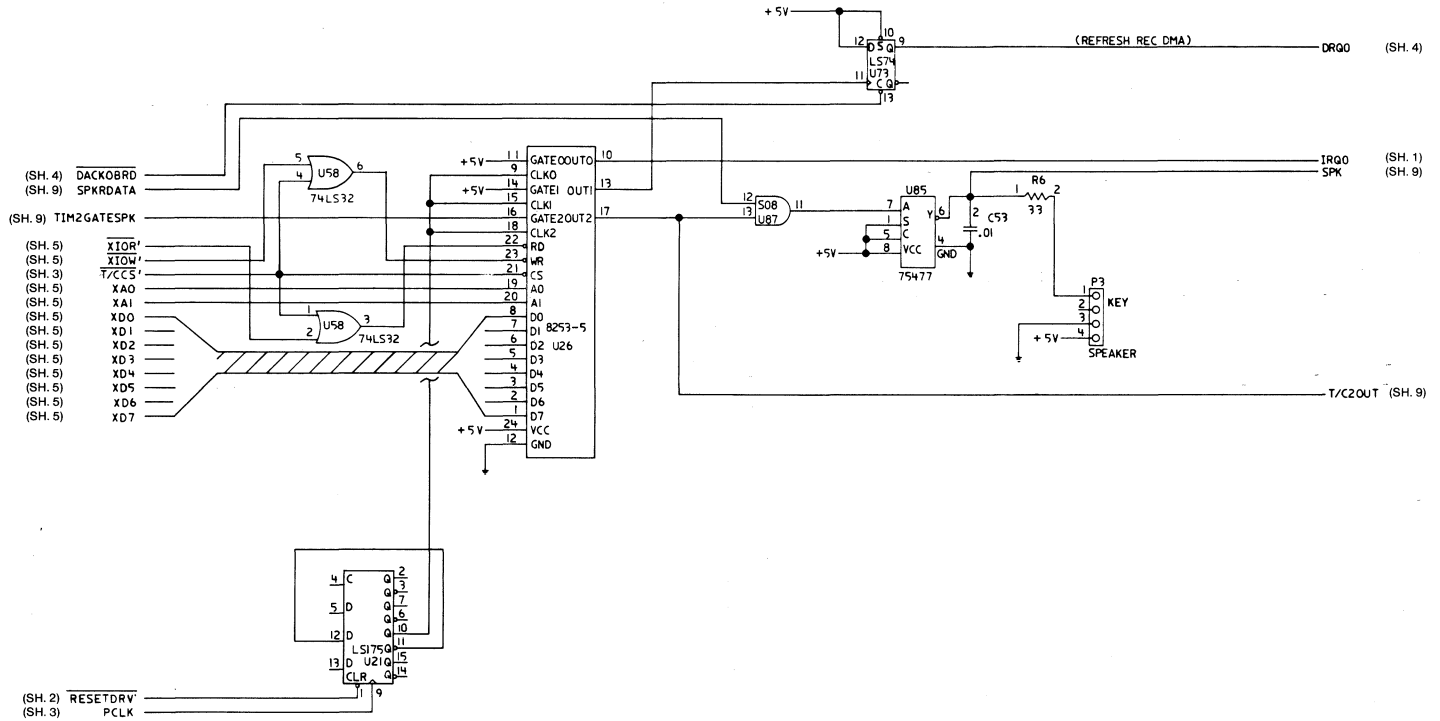 +5V
10
12 D S Q 9
(REFRESH REC DMA)
DRQ0 (SH. 4)
LS74
U73
11 C Q
13
(SH. 4) DACK0BRD
(SH. 9) SPKRDATA
5
4
U58
6
74LS32
+5V 11 GATE0 OUT0 10
IRQ0 (SH. 1)
9 CLK0
SPK (SH. 9)
+5V 14 GATE1 OUT1 13
15 CLK1
(SH. 9) TIM2GATESPK
16 GATE2 OUT2 17
18 CLK2
12
13
S08
U87
11
U85
7 A
1 S
5 C
8 VCC
Y 6
4
GND
+5V
75477
2 C53
.01
R6
1 2
33
(SH. 5) XIOR'
22 RD
(SH. 5) XIOW'
23 WR
(SH. 3) T/CCS'
21 CS
(SH. 5) XA0
19 A0
(SH. 5) XA1
20 A1
1
2
U58
3
74LS32
(SH. 5) XD0
8 D0
(SH. 5) XD1
7 D1
8253-5
(SH. 5) XD2
6 D2
U26
(SH. 5) XD3
5 D3
(SH. 5) XD4
4 D4
(SH. 5) XD5
3 D5
(SH. 5) XD6
2 D6
(SH. 5) XD7
1 D7
+5V 24 VCC
12 GND
P3
1
KEY
2
3
+5V 4
SPEAKER
T/C2OUT (SH. 9)
4 C Q 2
Q 3
5 D Q 7
Q 6
12 D Q 10
LS175 Q 11
13 D U21 Q 15
Q 14
CLR
1 9
(SH. 2) RESETDRV'
(SH. 3) PCLK